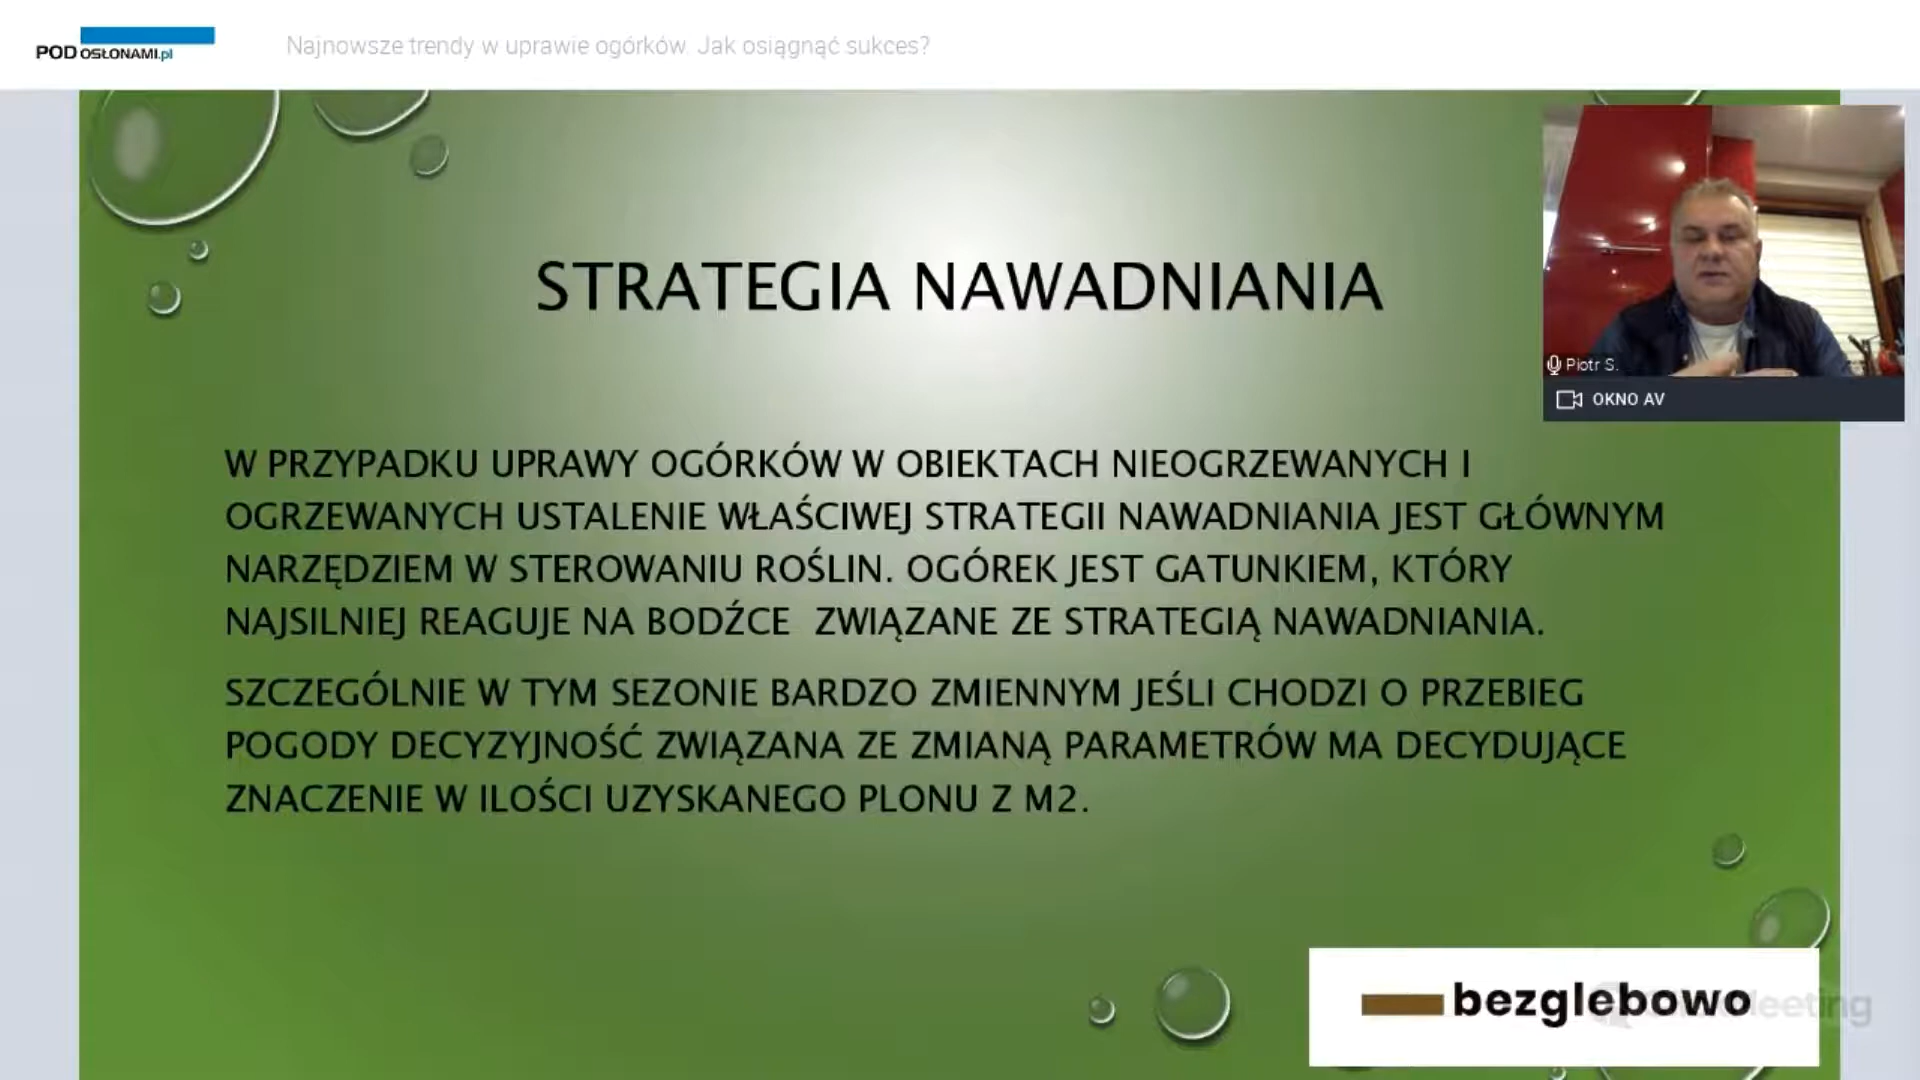 POD OSŁONAMI.pl
Najnowsze trendy w uprawie ogórków. Jak osiągnąć sukces?
STRATEGIA NAWADNIANIA
Piotr S.
OKNO AV
W PRZYPADKU UPRAWY OGÓRKÓW W OBIEKTACH NIEOGRZEWANYCH I
OGRZEWANYCH USTALENIE WŁAŚCIWEJ STRATEGII NAWADNIANIA JEST GŁÓWNYM
NARZĘDZIEM W STEROWANIU ROŚLIN. OGÓREK JEST GATUNKIEM, KTÓRY
NAJSILNIEJ REAGUJE NA BODŹCE  ZWIĄZANE ZE STRATEGIĄ NAWADNIANIA.
SZCZEGÓLNIE W TYM SEZONIE BARDZO ZMIENNYM JEŚLI CHODZI O PRZEBIEG
POGODY DECYZYJNOŚĆ ZWIĄZANA ZE ZMIANĄ PARAMETRÓW MA DECYDUJĄCE
ZNACZENIE W ILOŚCI UZYSKANEGO PLONU Z M2.
bezglebowo